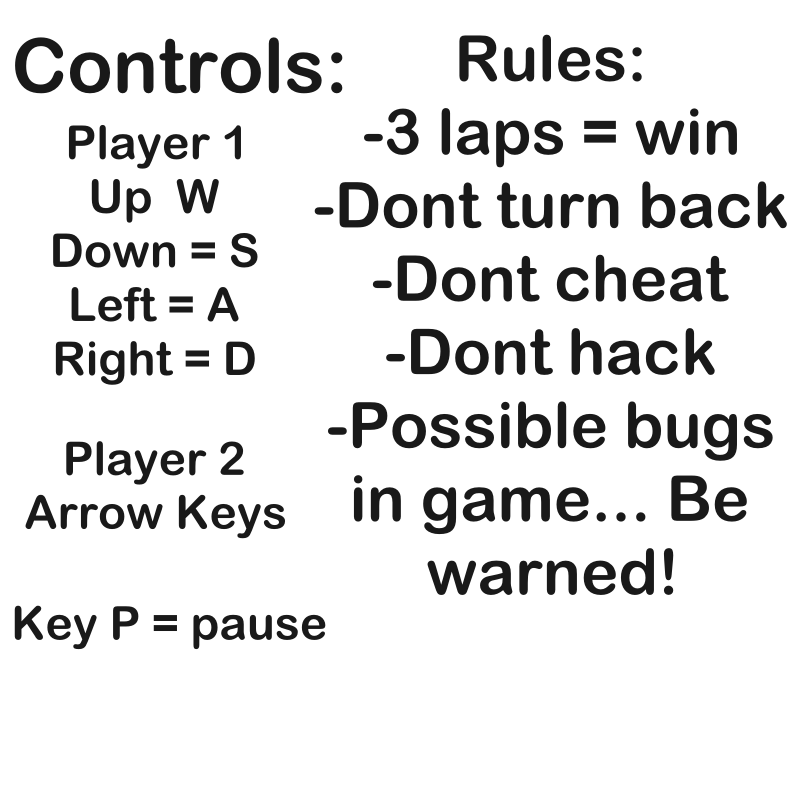 Controls:
Player 1
Up  W
Down = S
Left = A
Right = D
Player 2
Arrow Keys
Key P = pause
Rules:
-3 laps = win
-Dont turn back
-Dont cheat
-Dont hack
-Possible bugs
in game... Be
warned!